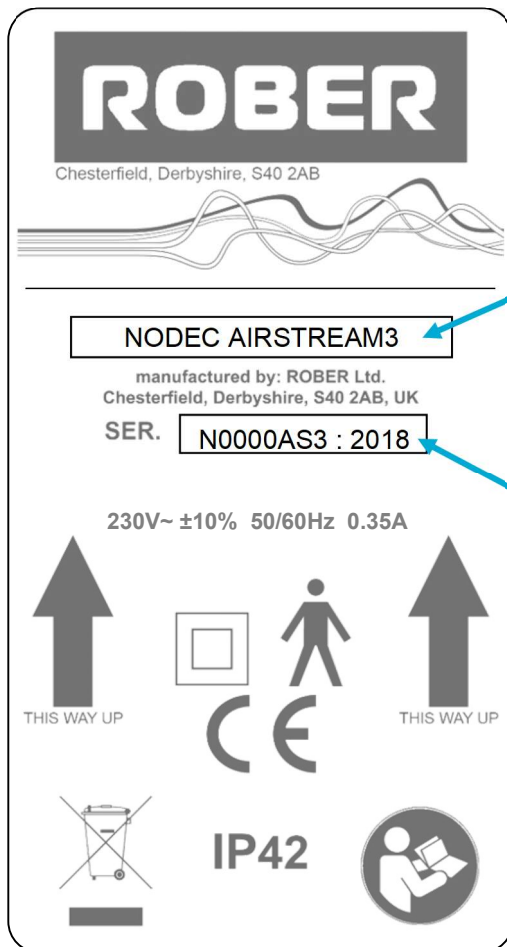 ROBER
Chesterfield, Derbyshire, S40 2AB
NODEC AIRSTREAM3
manufactured by: ROBER Ltd.
Chesterfield, Derbyshire, S40 2AB, UK
SER. N0000AS3 : 2018
230V~ ±10% 50/60Hz 0.35A
THIS WAY UP THIS WAY UP
CE
IP42